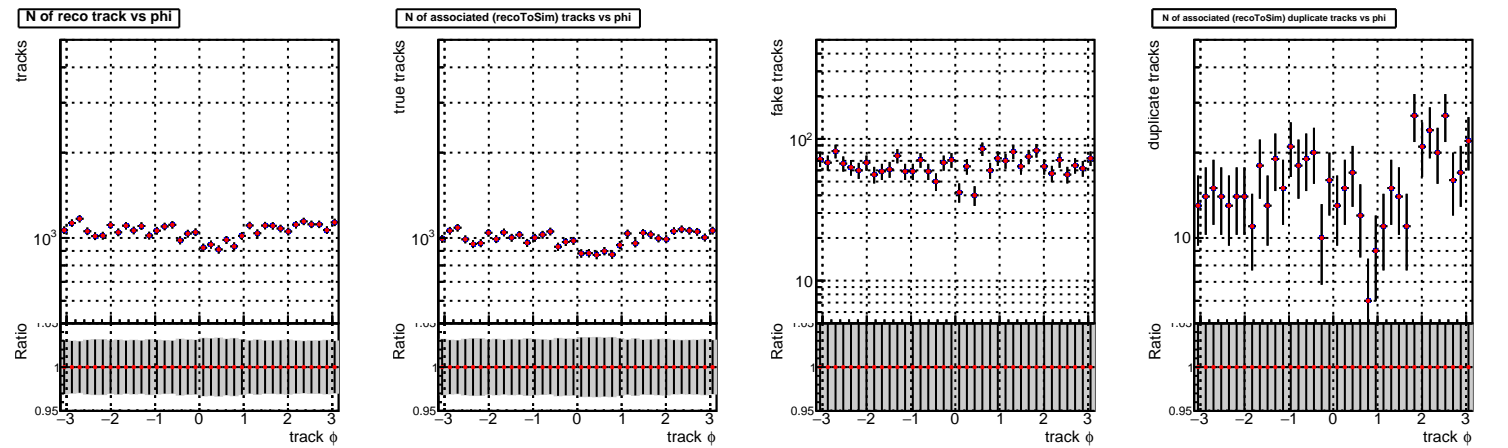 N of reco track vs phi
tracks
10³
Ratio
1.05
1
0.95
−3 −2 −1 0 1 2 3
track ϕ
N of associated (recoToSim) tracks vs phi
true tracks
10³
Ratio
1.05
1
0.95
−3 −2 −1 0 1 2 3
track ϕ
fake tracks
10²
10
Ratio
1.05
1
0.95
−3 −2 −1 0 1 2 3
track ϕ
N of associated (recoToSim) duplicate tracks vs phi
duplicate tracks
10
Ratio
1.05
1
0.95
−3 −2 −1 0 1 2 3
track ϕ